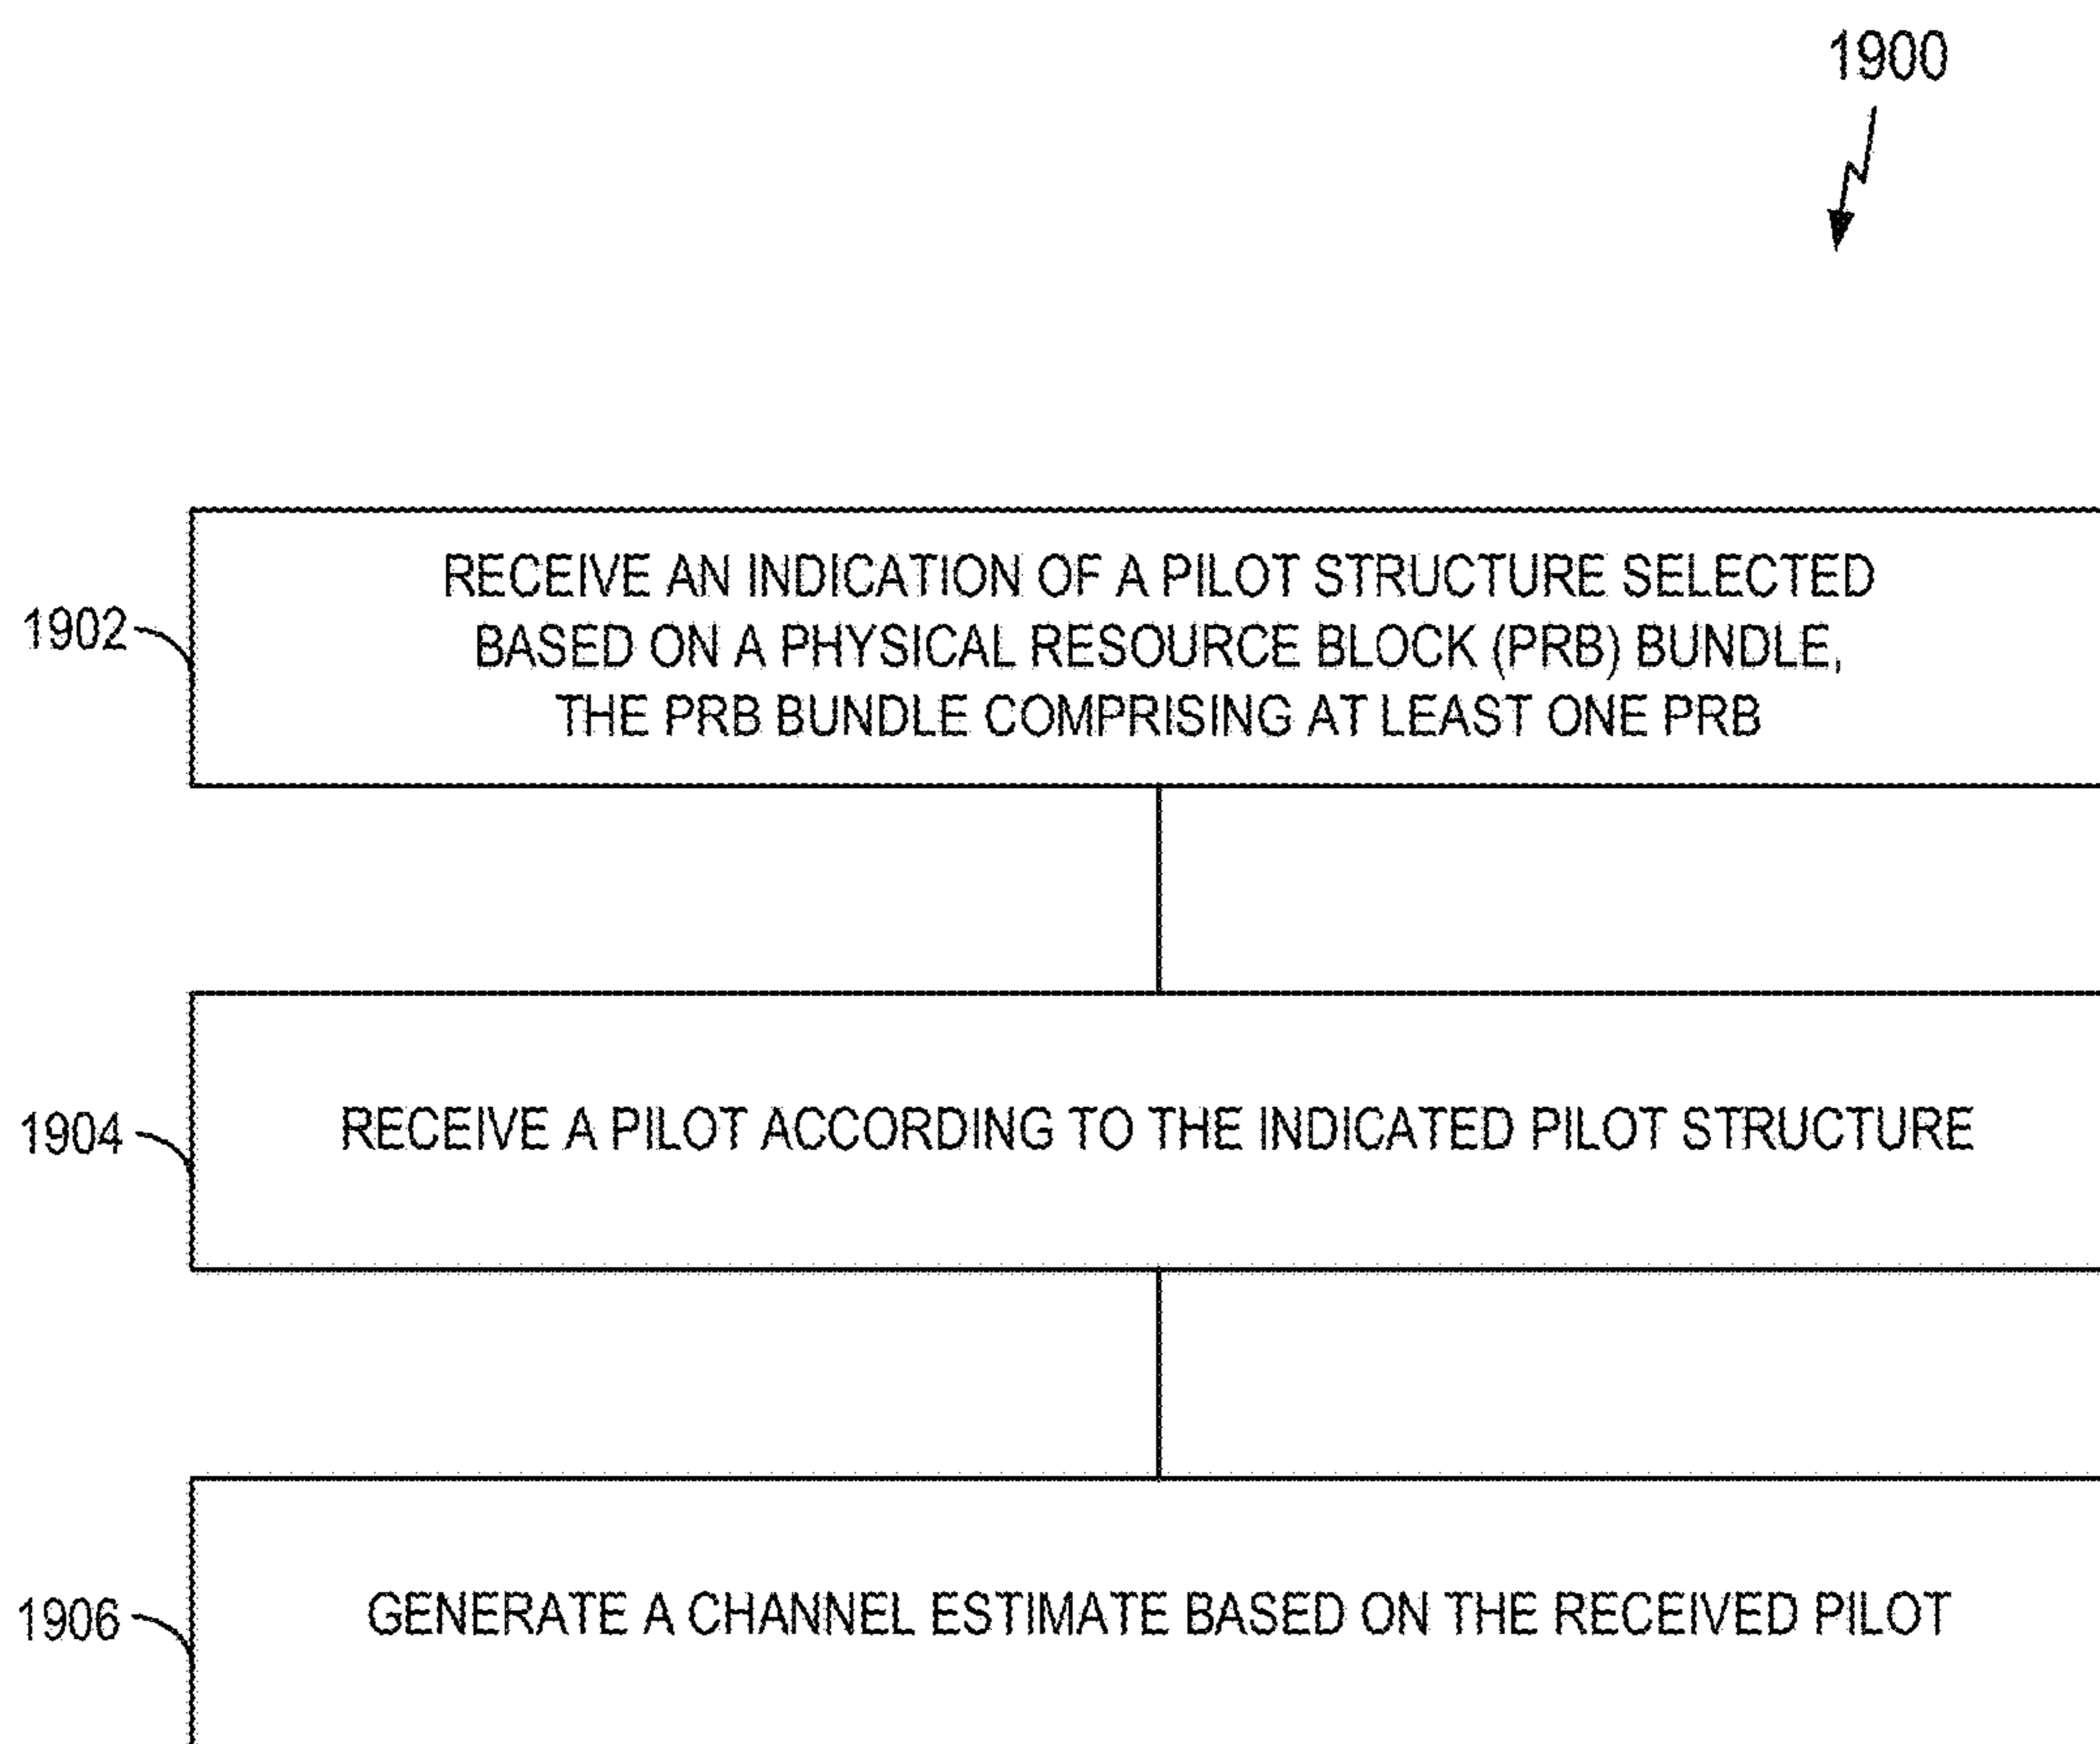 1900
1902
RECEIVE AN INDICATION OF A PILOT STRUCTURE SELECTED
BASED ON A PHYSICAL RESOURCE BLOCK (PRB) BUNDLE,
THE PRB BUNDLE COMPRISING AT LEAST ONE PRB
1904
RECEIVE A PILOT ACCORDING TO THE INDICATED PILOT STRUCTURE
1906
GENERATE A CHANNEL ESTIMATE BASED ON THE RECEIVED PILOT